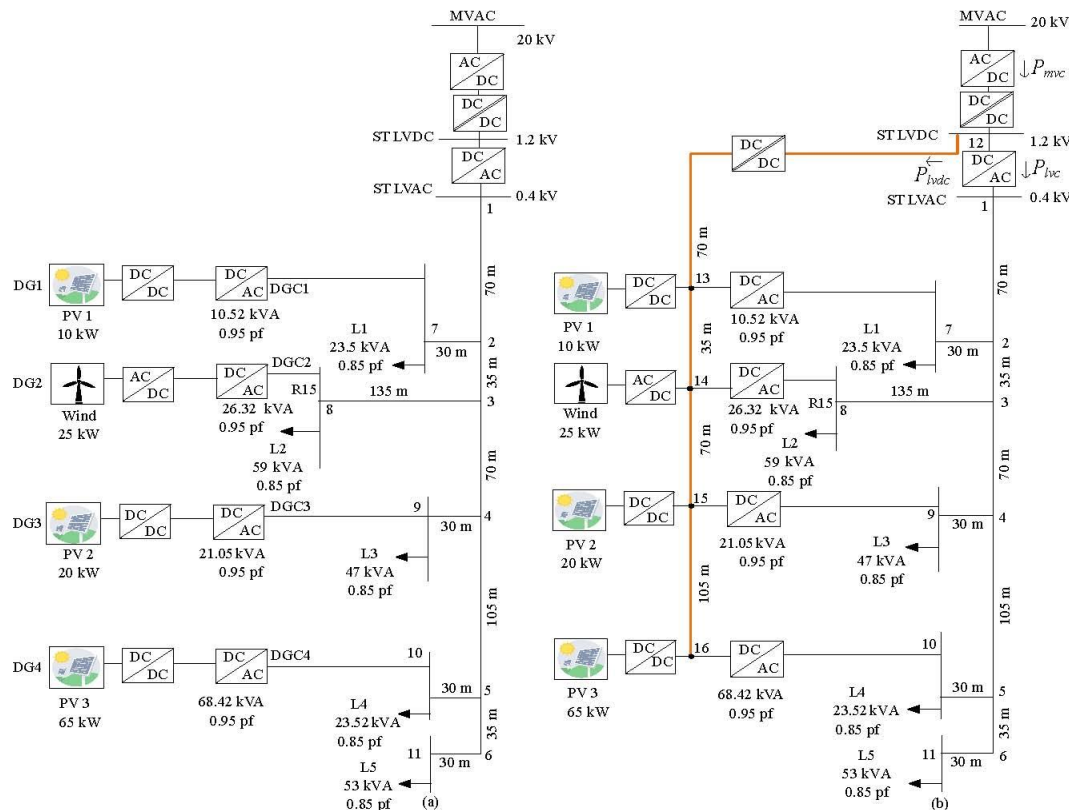 MVAC
20 kV
AC
DC
DC
DC
ST LVDC
1.2 kV
DC
AC
ST LVAC
0.4 kV
1
70 m
DG1
PV 1
10 kW
DC
DC
DC
AC
DGC1
10.52 kVA
0.95 pf
L1
23.5 kVA
0.85 pf
7
30 m
2
35 m
DG2
Wind
25 kW
AC
DC
DC
AC
DGC2
26.32 kVA
0.95 pf
R15
8
135 m
3
L2
59 kVA
0.85 pf
70 m
DG3
PV 2
20 kW
DC
DC
DC
AC
DGC3
21.05 kVA
0.95 pf
9
30 m
4
L3
47 kVA
0.85 pf
105 m
DG4
PV 3
65 kW
DC
DC
DC
AC
DGC4
68.42 kVA
0.95 pf
10
30 m
5
L4
23.52 kVA
0.85 pf
35 m
11
30 m
6
L5
53 kVA
0.85 pf
(a)
MVAC
20 kV
AC
DC
↓ P_mvc
DC
DC
ST LVDC
12
1.2 kV
DC
DC
← P_lvdc
DC
AC
↓ P_lvc
ST LVAC
0.4 kV
1
70 m
70 m
PV 1
10 kW
DC
DC
13
DC
AC
10.52 kVA
0.95 pf
L1
23.5 kVA
0.85 pf
7
30 m
2
35 m
35 m
Wind
25 kW
AC
DC
14
DC
AC
26.32 kVA
0.95 pf
R15
8
135 m
3
L2
59 kVA
0.85 pf
70 m
70 m
PV 2
20 kW
DC
DC
15
DC
AC
21.05 kVA
0.95 pf
9
30 m
4
L3
47 kVA
0.85 pf
105 m
105 m
PV 3
65 kW
DC
DC
16
DC
AC
68.42 kVA
0.95 pf
10
30 m
5
L4
23.52 kVA
0.85 pf
35 m
11
30 m
6
L5
53 kVA
0.85 pf
(b)